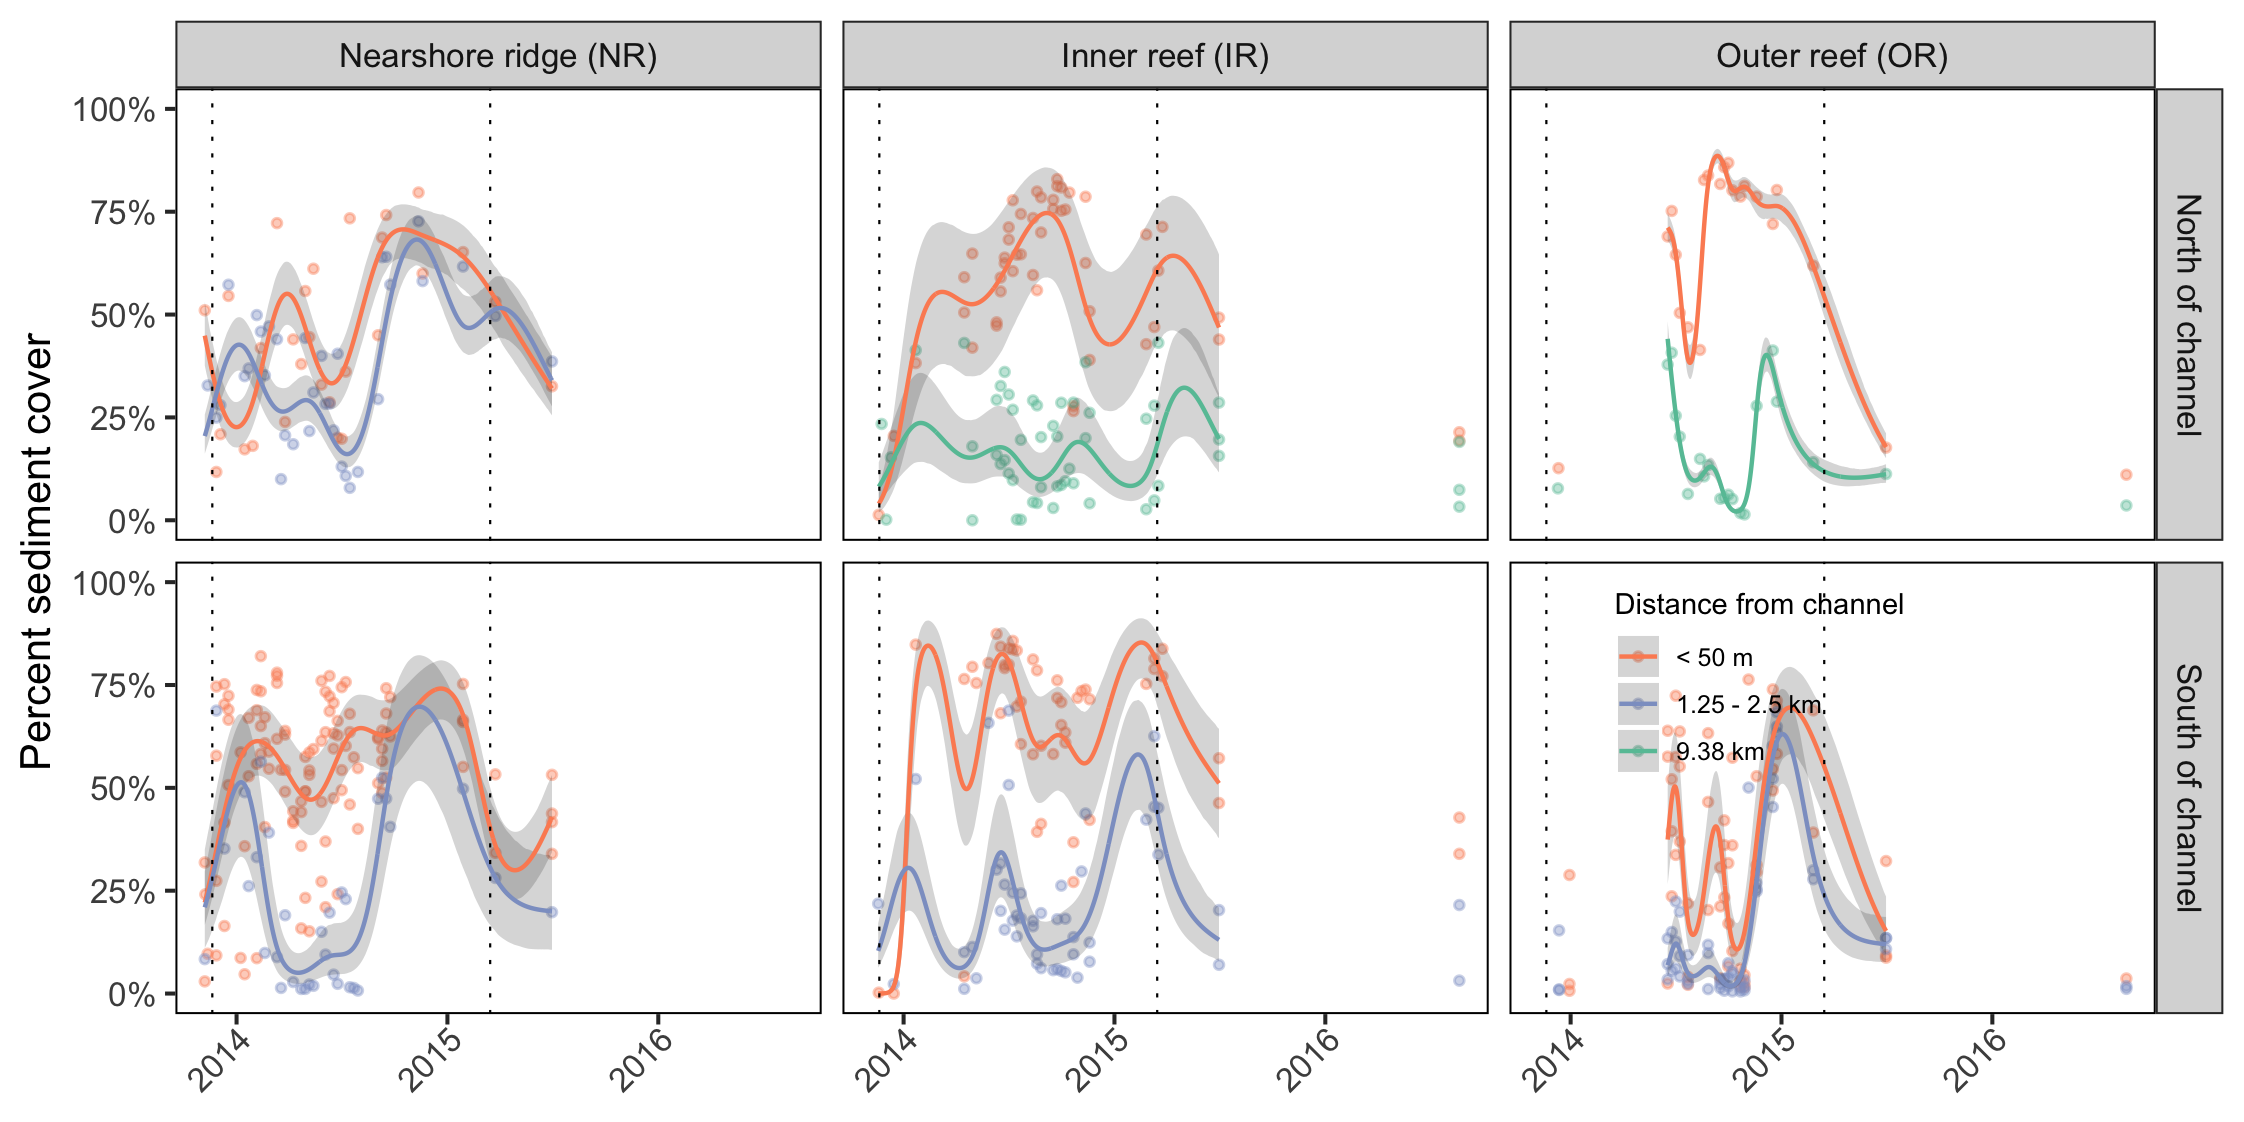 Nearshore ridge (NR)
Inner reef (IR)
Outer reef (OR)
Percent sediment cover
100%
75%
50%
25%
0%
North of channel
100%
75%
50%
25%
0%
South of channel
Distance from channel
< 50 m
1.25 - 2.5 km
9.38 km
2014
2015
2016
2014
2015
2016
2014
2015
2016